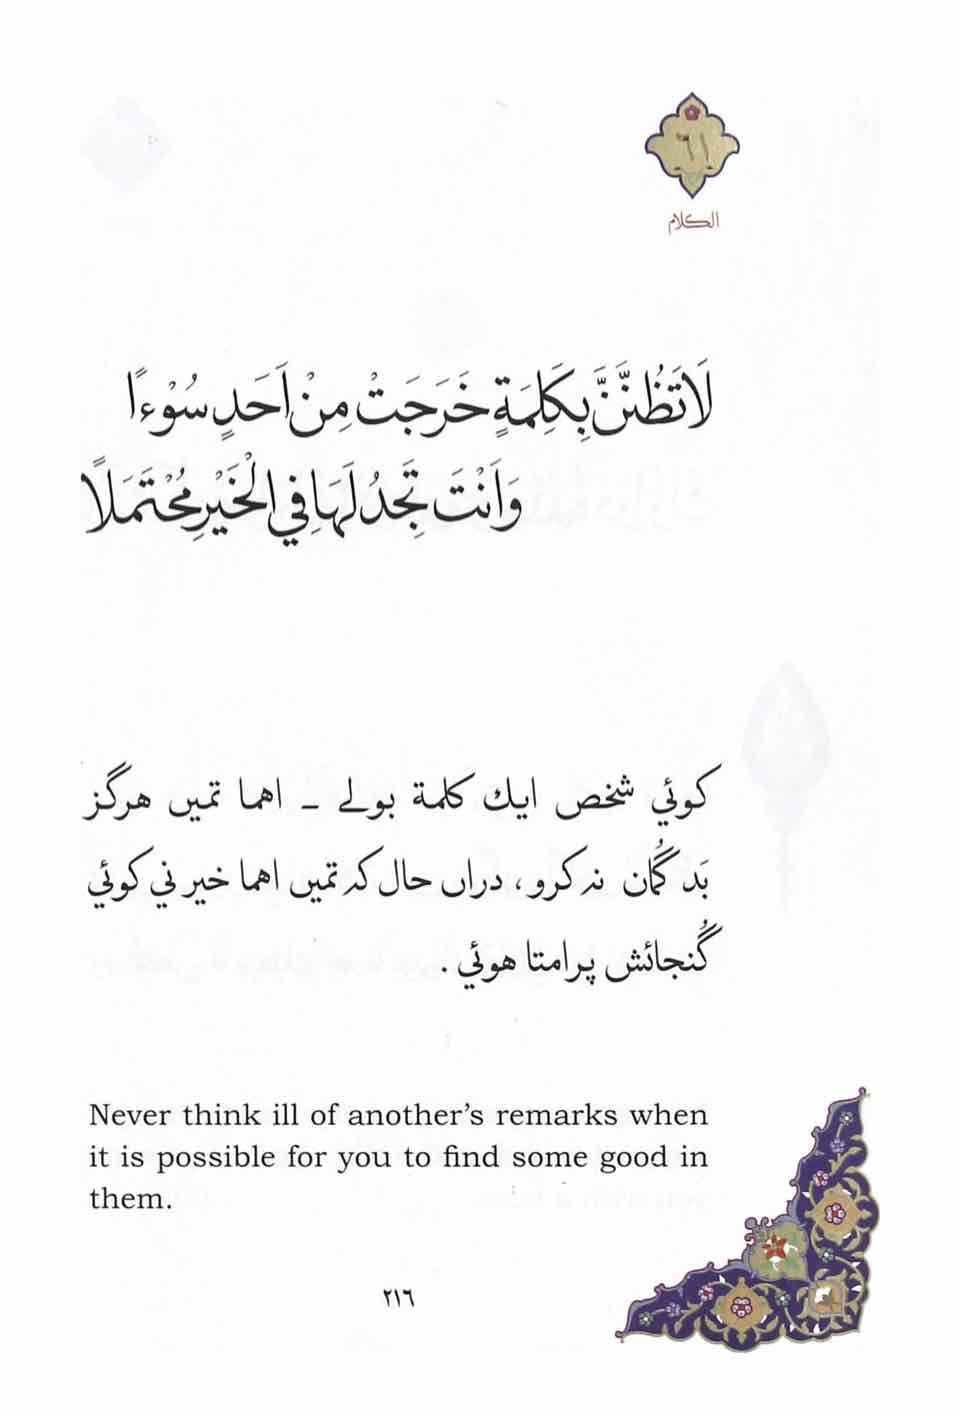 ٦١
الكلام
لَا تَظُنَّنَّ بِكَلِمَةٍ خَرَجَتْ مِنْ اَحَدٍ سُوْءًا
وَاَنْتَ تَجِدُ لَهَا فِي الْخَيْرِ مُحْتَمَلًا
كوئي شخص ايك كلمة بولے ـ اهما تميں هرگز
بَد گُمان نہ كرو، دراں حال كہ تميں اهما خير ني كوئي
گُنجائش پرامتا هوئي .
Never think ill of another’s remarks when
it is possible for you to find some good in
them.
٢١٦